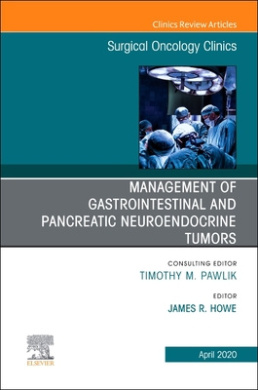 Clinics Review Articles
Surgical Oncology Clinics
MANAGEMENT OF
GASTROINTESTINAL AND
PANCREATIC NEUROENDOCRINE
TUMORS
CONSULTING EDITOR
TIMOTHY M. PAWLIK
EDITOR
JAMES R. HOWE
ELSEVIER
April 2020